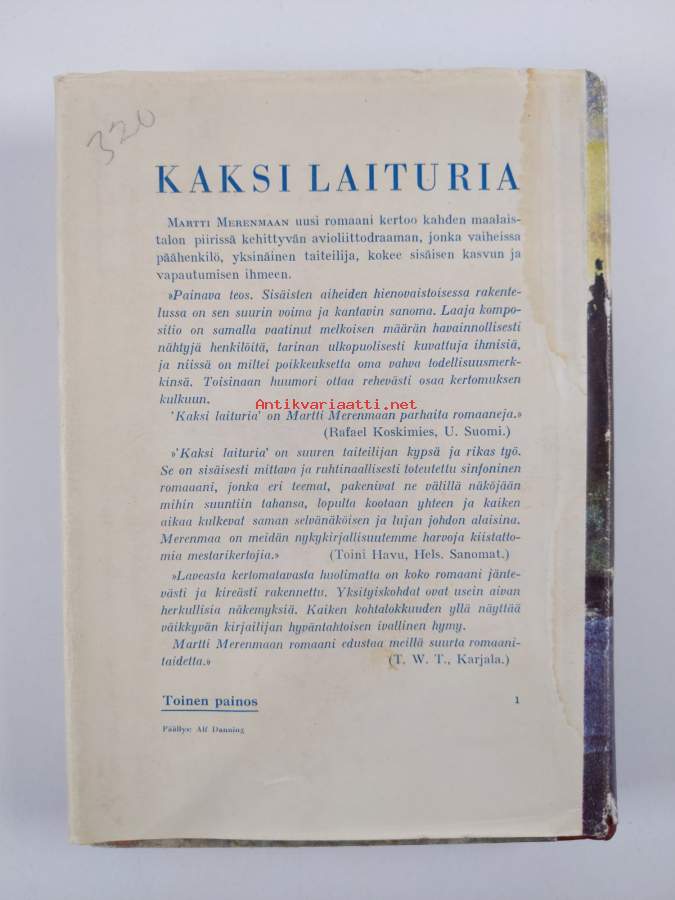 320
KAKSI LAITURIA
MARTTI MERENMAAN uusi romaani kertoo kahden maalais-
talon piirissä kehittyvän avioliittodraaman, jonka vaiheissa
päähenkilö, yksinäinen taiteilija, kokee sisäisen kasvun ja
vapautumisen ihmeen.
»Painava teos. Sisäisten aiheiden hienovaistoisessa rakente-
lussa on sen suurin voima ja kantavin sanoma. Laaja kompo-
sitio on samalla vaatinut melkoisen määrän havainnollisesti
nähtyjä henkilöitä, tarinan ulkopuolisesti kuvattuja ihmisiä,
ja niissä on miltei poikkeuksetta oma vahva todellisuusmerk-
kinsä. Toisinaan huumori ottaa rehevästi osaa kertomuksen
kulkuun.
Antikvariaatti.net
'Kaksi laituria' on Martti Merenmaan parhaita romaaneja.»
(Rafael Koskimies, U. Suomi.)
»'Kaksi laituria' on suuren taiteilijan kypsä ja rikas työ.
Se on sisäisesti mittava ja ruhtinaallisesti toteutettu sinfoninen
romaaani, jonka eri teemat, pakenivat ne välillä näköjään
mihin suuntiin tahansa, lopulta kootaan yhteen ja kaiken
aikaa kulkevat saman selvänäköisen ja lujan johdon alaisina.
Merenmaa on meidän nykykirjallisuutemme harvoja kiistatto-
mia mestarikertojia.» (Toini Havu, Hels. Sanomat.)
»Laveasta kertomatavasta huolimatta on koko romaani jänte-
västi ja kireästi rakennettu. Yksityiskohdat ovat usein aivan
herkullisia näkemyksiä. Kaiken kohtalokkuuden yllä näyttää
väikkyvän kirjailijan hyväntahtoisen ivallinen hymy.
Martti Merenmaan romaani edustaa meillä suurta romaani-
taidetta.» (T. W. T., Karjala.)
Toinen painos 1
Päällys: Alf Danning